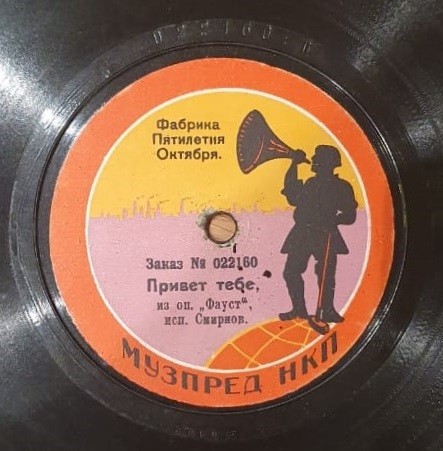 Фабрика
Пятилетия
Октября.
Заказ № 022160
Привет тебе,
из оп. „Фауст“,
исп. Смирнов.
МУЗПРЕД НКП